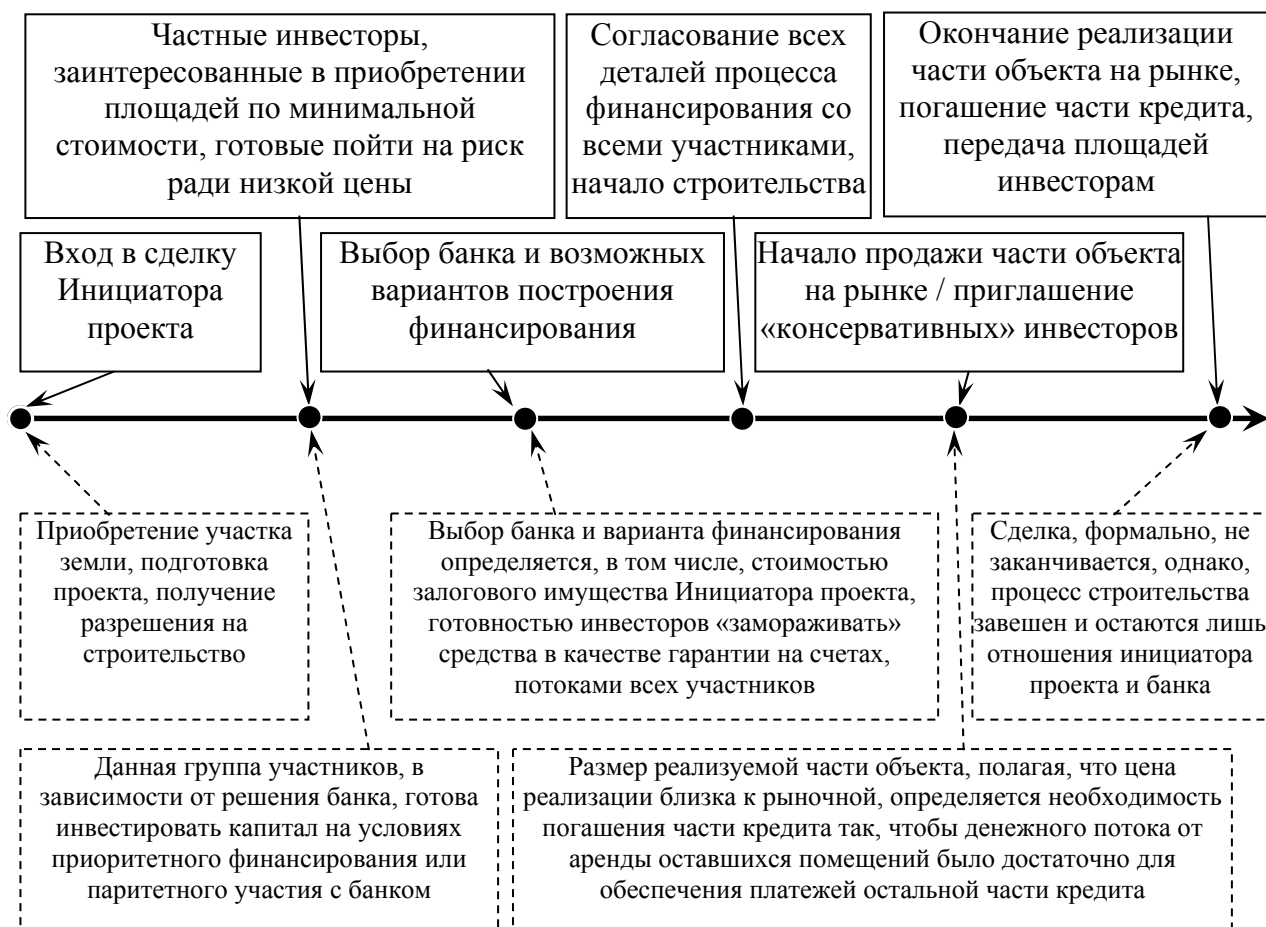 Частные инвесторы,
заинтересованные в приобретении
площадей по минимальной
стоимости, готовые пойти на риск
ради низкой цены
Согласование всех
деталей процесса
финансирования со
всеми участниками,
начало строительства
Окончание реализации
части объекта на рынке,
погашение части кредита,
передача площадей
инвесторам
Вход в сделку
Инициатора
проекта
Выбор банка и возможных
вариантов построения
финансирования
Начало продажи части объекта
на рынке / приглашение
«консервативных» инвесторов
Приобретение участка
земли, подготовка
проекта, получение
разрешения на
строительство
Выбор банка и варианта финансирования
определяется, в том числе, стоимостью
залогового имущества Инициатора проекта,
готовностью инвесторов «замораживать»
средства в качестве гарантии на счетах,
потоками всех участников
Сделка, формально, не
заканчивается, однако,
процесс строительства
завешен и остаются лишь
отношения инициатора
проекта и банка
Данная группа участников, в
зависимости от решения банка, готова
инвестировать капитал на условиях
приоритетного финансирования или
паритетного участия с банком
Размер реализуемой части объекта, полагая, что цена
реализации близка к рыночной, определяется необходимость
погашения части кредита так, чтобы денежного потока от
аренды оставшихся помещений было достаточно для
обеспечения платежей остальной части кредита